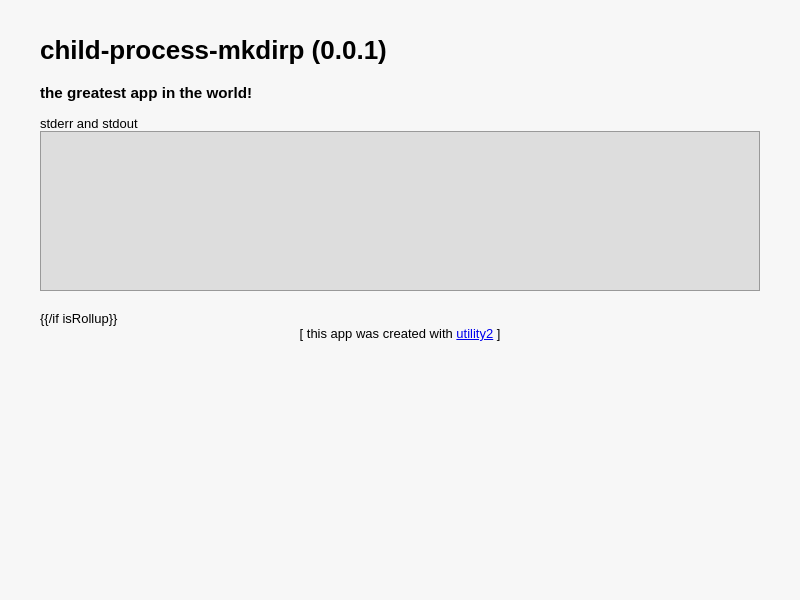 child-process-mkdirp (0.0.1)
the greatest app in the world!
stderr and stdout
{{/if isRollup}}
[ this app was created with utility2 ]